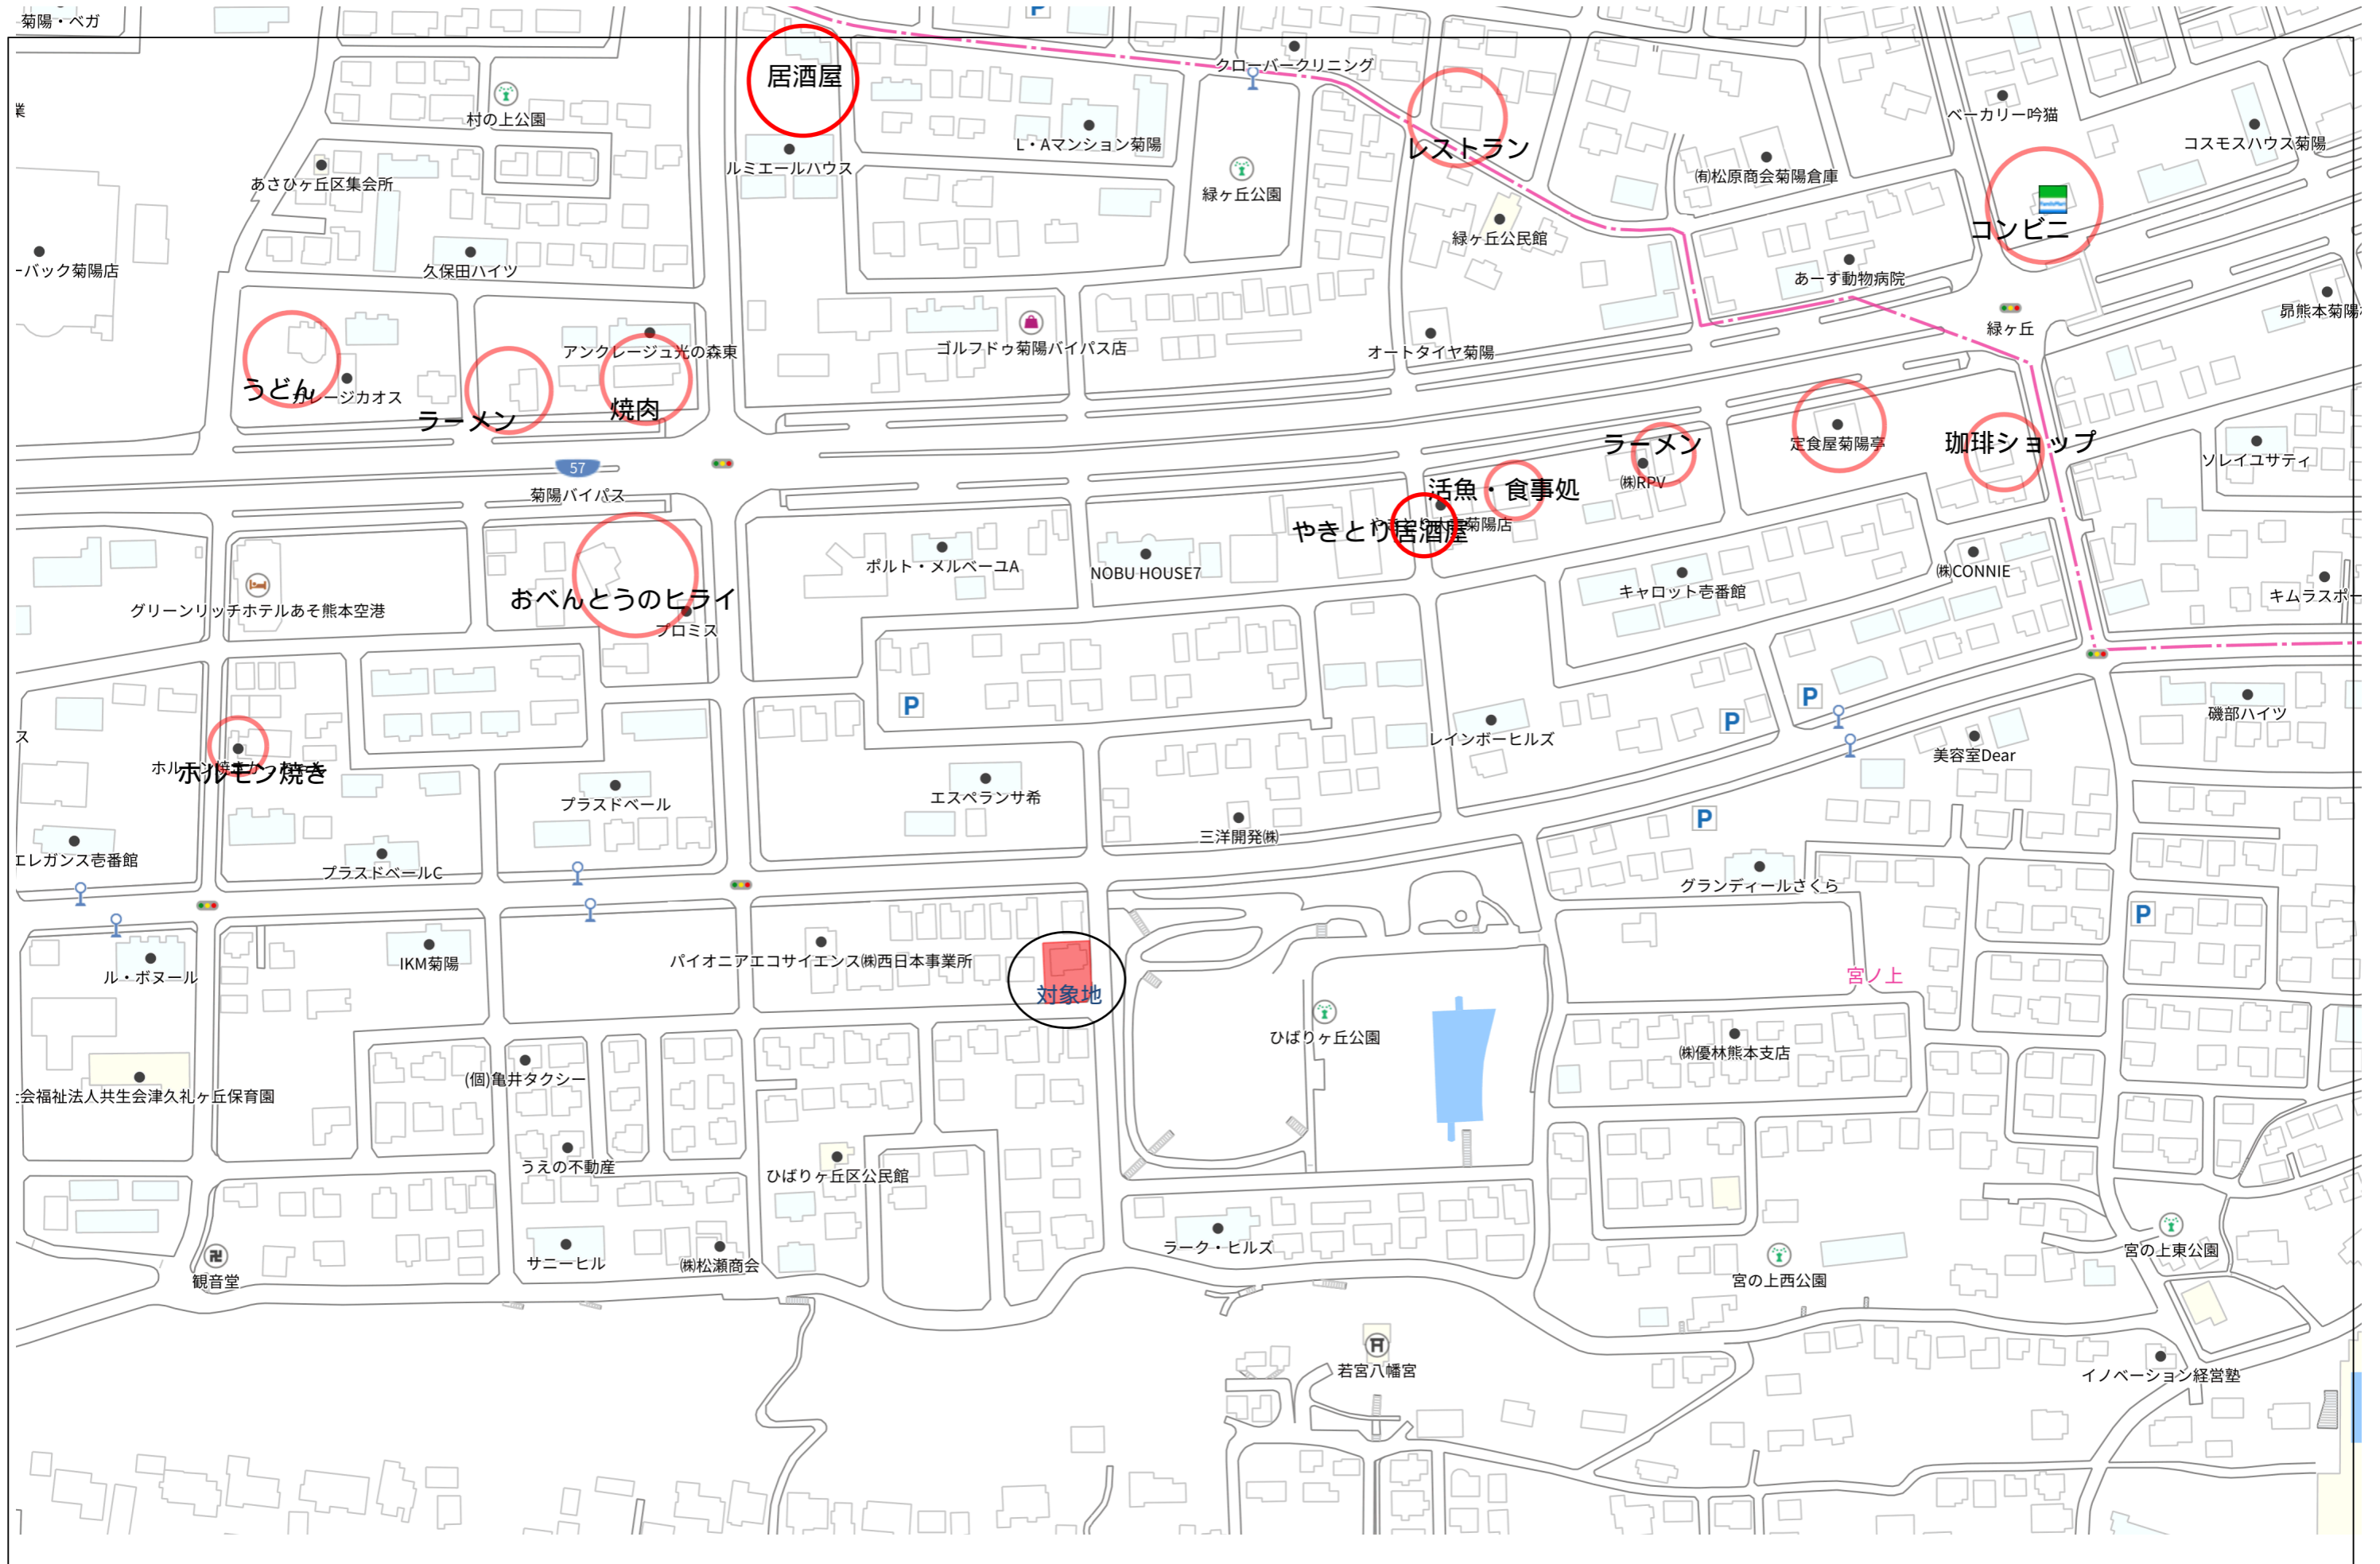 菊陽・ベガ
P
クローバークリニング
居酒屋
村の上公園
ルミエールハウス
L・Aマンション菊陽
緑ヶ丘公園
レストラン
ベーカリー吟猫
コスモスハウス菊陽
㈲松原商会菊陽倉庫
業
あさひヶ丘区集会所
緑ヶ丘公民館
コンビニ
FamilyMart
ーバック菊陽店
久保田ハイツ
あーす動物病院
昴熊本菊陽
緑ヶ丘
アンクレージュ光の森東
ゴルフドゥ菊陽バイパス店
オートタイヤ菊陽
うどん
ガレージカオス
ラーメン
焼肉
57
菊陽バイパス
ラーメン
㈱RPV
定食屋菊陽亭
珈琲ショップ
ソレイユサティ
活魚・食事処
やきとり居酒屋
菊陽店
グリーンリッチホテルあそ熊本空港
おべんとうのヒライ
プロミス
ポルト・メルベーユA
NOBU HOUSE7
キャロット壱番館
㈱CONNIE
キムラスポー
P
P
P
レインボーヒルズ
磯部ハイツ
美容室Dear
ス
ホルモン焼き
プラスドベール
エスペランサ希
三洋開発㈱
P
エレガンス壱番館
プラスドベールC
グランディールさくら
P
ル・ボヌール
IKM菊陽
パイオニアエコサイエンス㈱西日本事業所
対象地
宮ノ上
ひばりヶ丘公園
㈱優林熊本支店
(個)亀井タクシー
会福祉法人共生会津久礼ヶ丘保育園
うえの不動産
ひばりヶ丘区公民館
観音堂
サニーヒル
㈱松瀬商会
ラーク・ヒルズ
宮の上西公園
宮の上東公園
若宮八幡宮
イノベーション経営塾